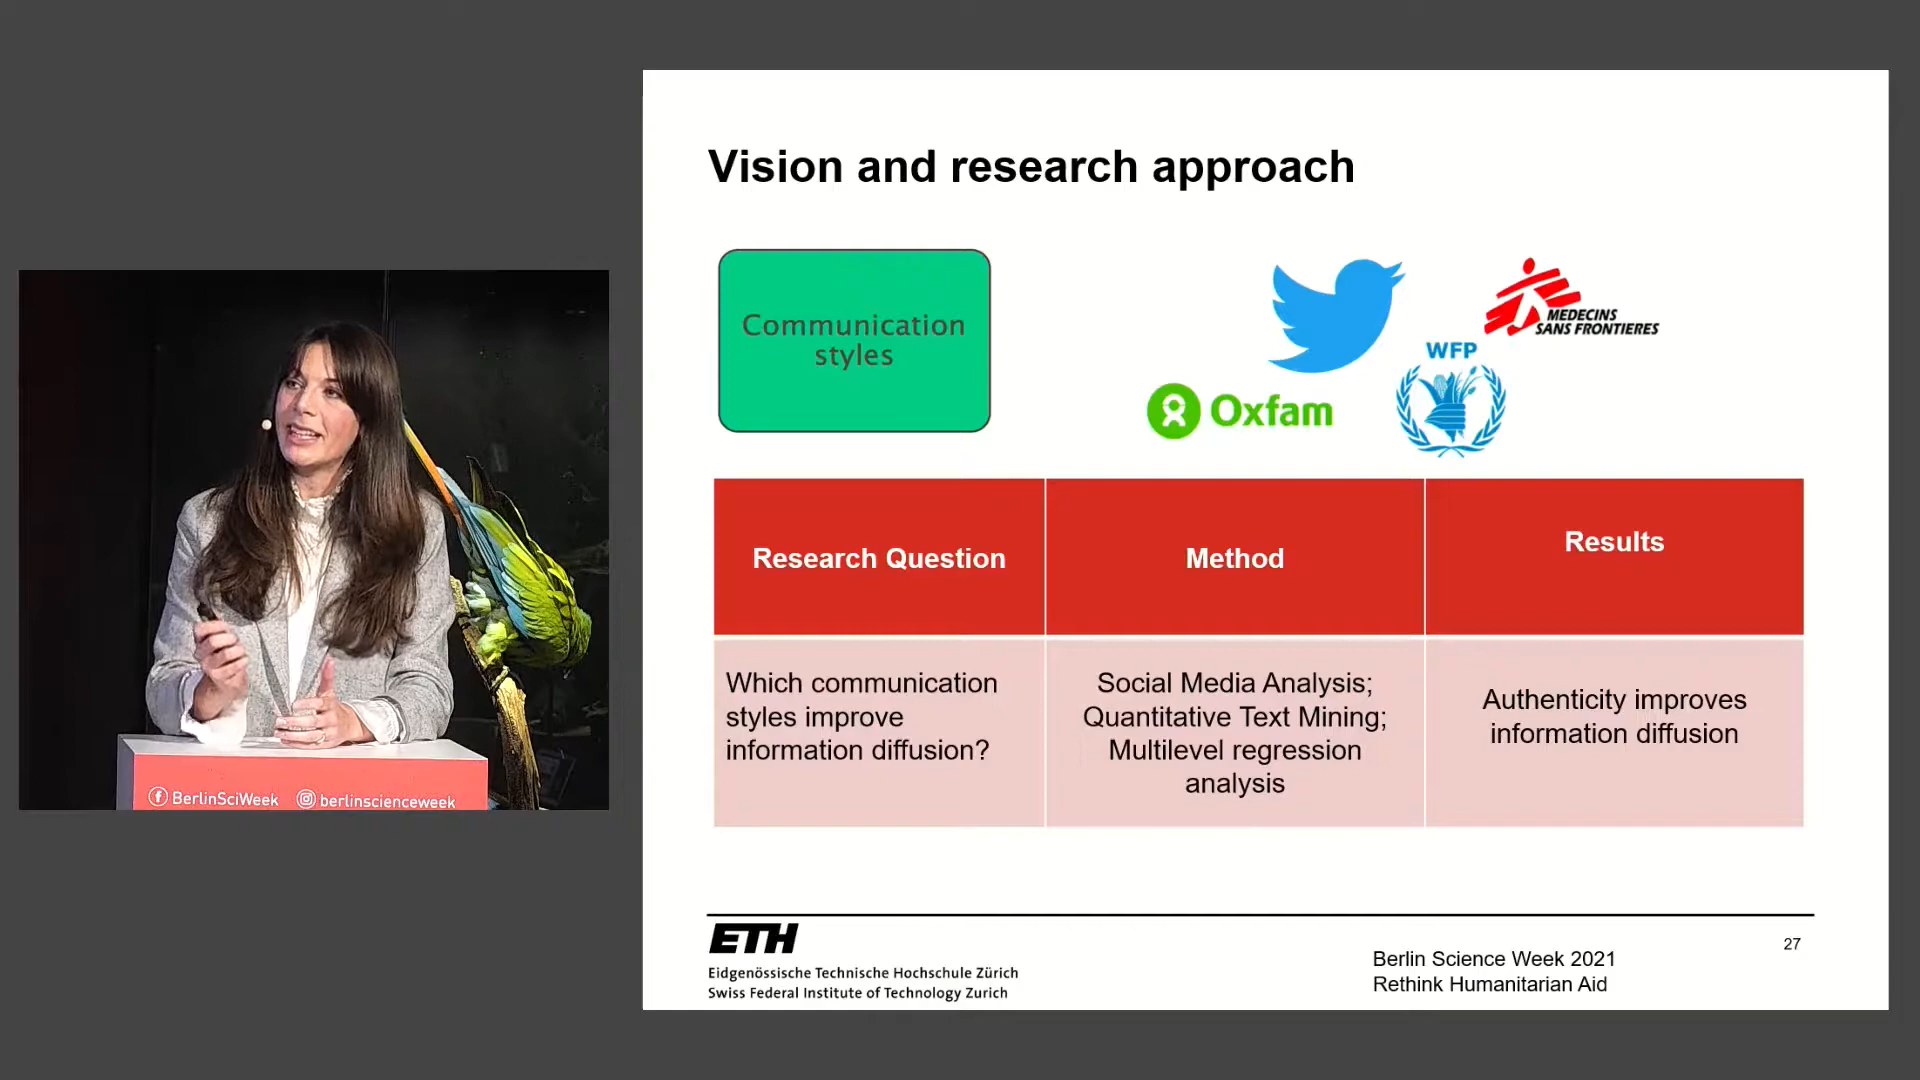 Vision and research approach
Communication
styles
MEDECINS
SANS FRONTIERES
WFP
Oxfam
Research Question
Method
Results
Which communication
styles improve
information diffusion?
Social Media Analysis;
Quantitative Text Mining;
Multilevel regression
analysis
Authenticity improves
information diffusion
BerlinSciWeek
berlinscienceweek
ETH
Eidgenössische Technische Hochschule Zürich
Swiss Federal Institute of Technology Zurich
Berlin Science Week 2021
Rethink Humanitarian Aid
27